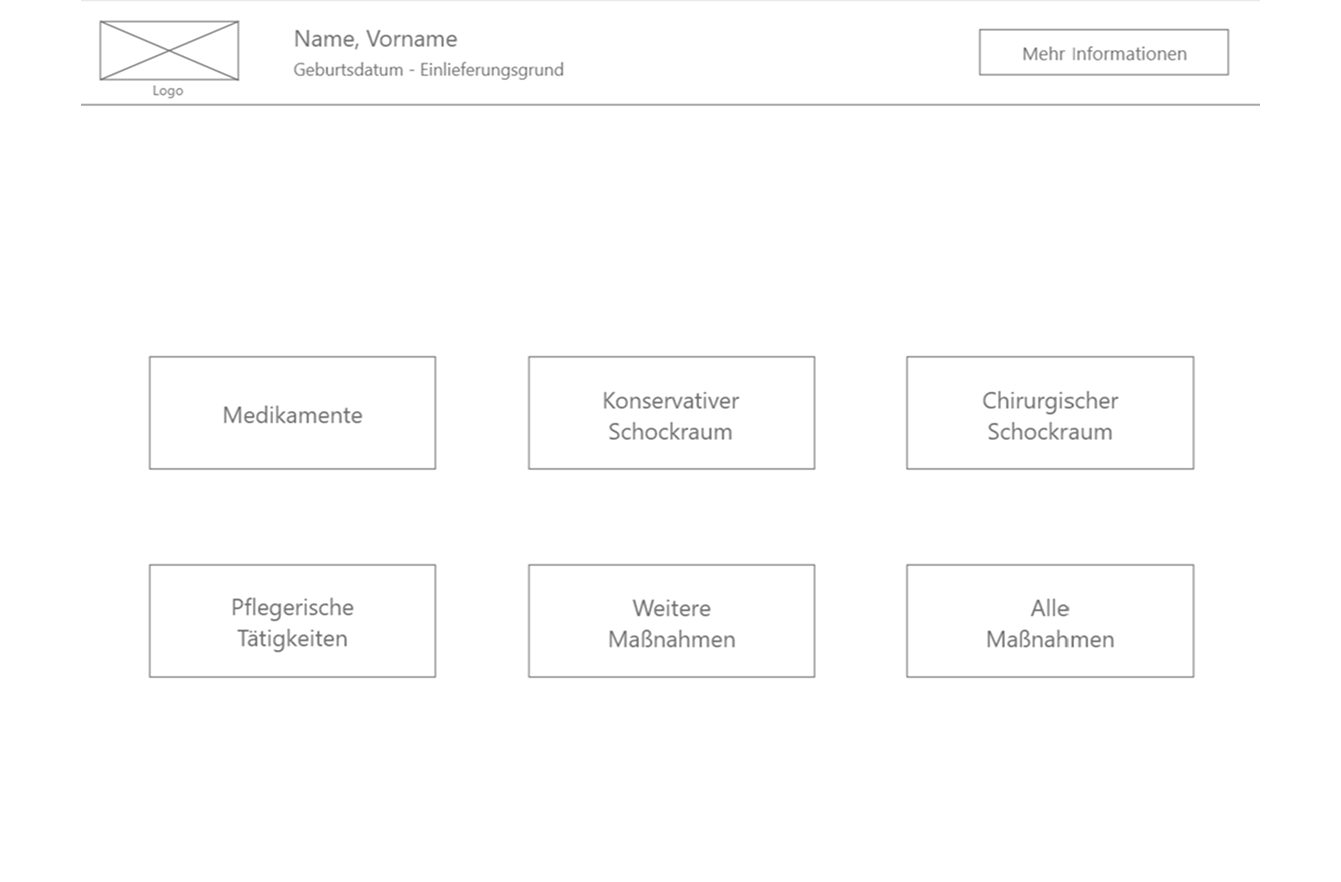 Name, Vorname
Geburtsdatum - Einlieferungsgrund
Mehr Informationen
Logo
Medikamente
Konservativer
Schockraum
Chirurgischer
Schockraum
Pflegerische
Tätigkeiten
Weitere
Maßnahmen
Alle
Maßnahmen